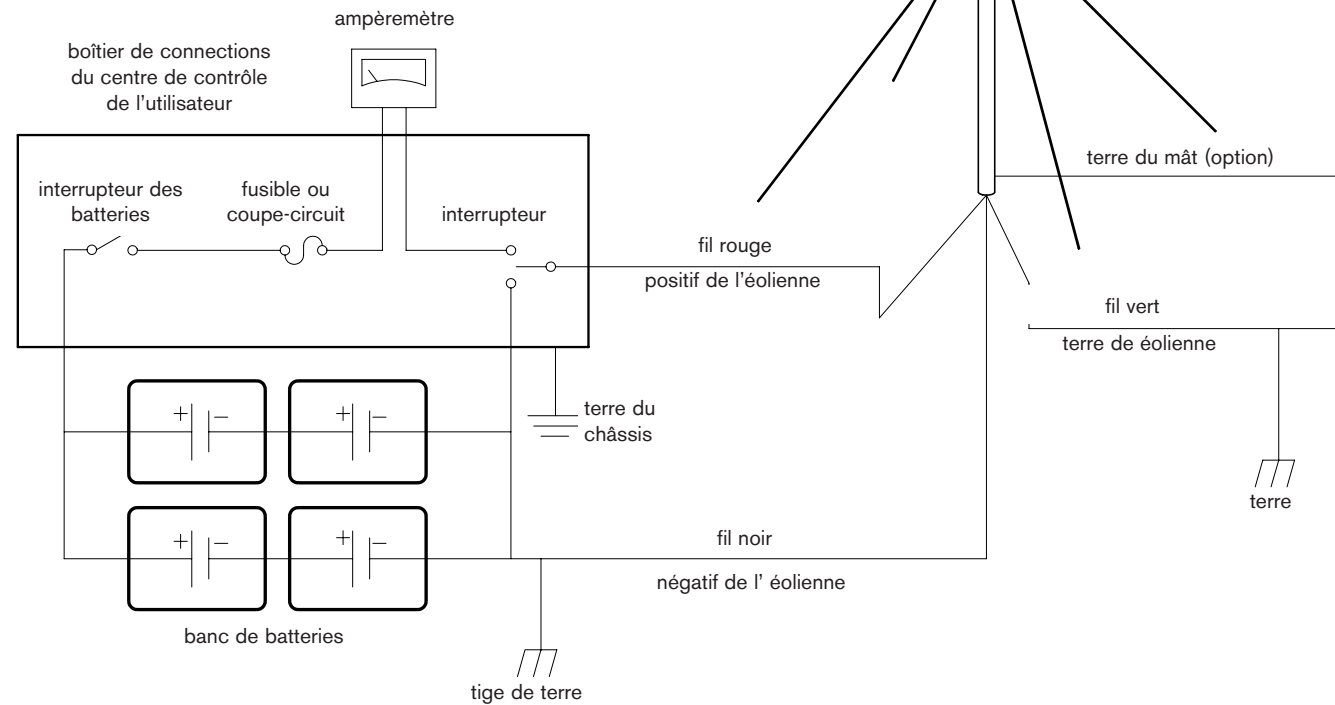 ampèremètre
boîtier de connections
du centre de contrôle
de l'utilisateur
interrupteur des
batteries
fusible ou
coupe-circuit
interrupteur
terre du mât (option)
fil rouge
positif de l'éolienne
fil vert
terre de éolienne
+ −
+ −
terre du
châssis
terre
+ −
+ −
fil noir
négatif de l' éolienne
banc de batteries
tige de terre